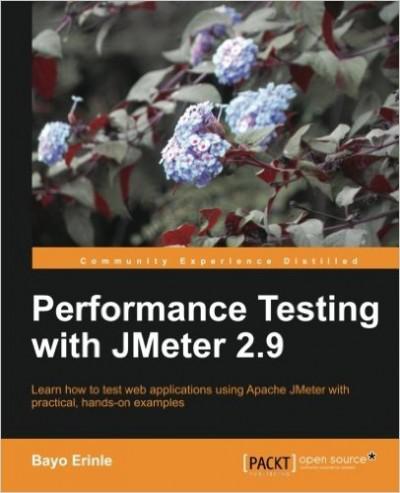 Community Experience Distilled
Performance Testing
with JMeter 2.9
Learn how to test web applications using Apache JMeter with
practical, hands-on examples
Bayo Erinle
[PACKT] open source*
PUBLISHING